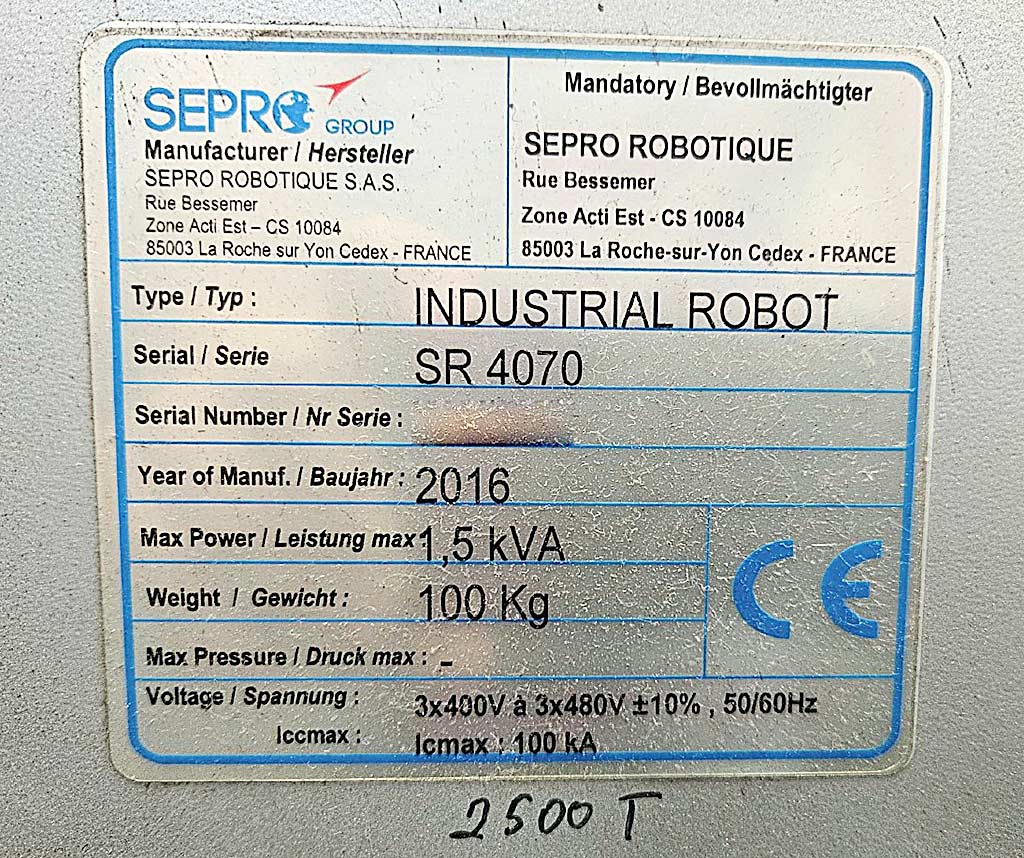 SEPRO GROUP
Manufacturer / Hersteller
SEPRO ROBOTIQUE S.A.S.
Rue Bessemer
Zone Acti Est – CS 10084
85003 La Roche sur Yon Cedex - FRANCE
Mandatory / Bevollmächtigter
SEPRO ROBOTIQUE
Rue Bessemer
Zone Acti Est - CS 10084
85003 La Roche-sur-Yon Cedex - FRANCE
Type / Typ : INDUSTRIAL ROBOT
Serial / Serie SR 4070
Serial Number / Nr Serie :
Year of Manuf. / Baujahr : 2016
Max Power / Leistung max : 1,5 kVA
Weight / Gewicht : 100 Kg
CE
Max Pressure / Druck max : -
Voltage / Spannung : 3x400V à 3x480V ±10% , 50/60Hz
Iccmax : Icmax : 100 kA
2500 T